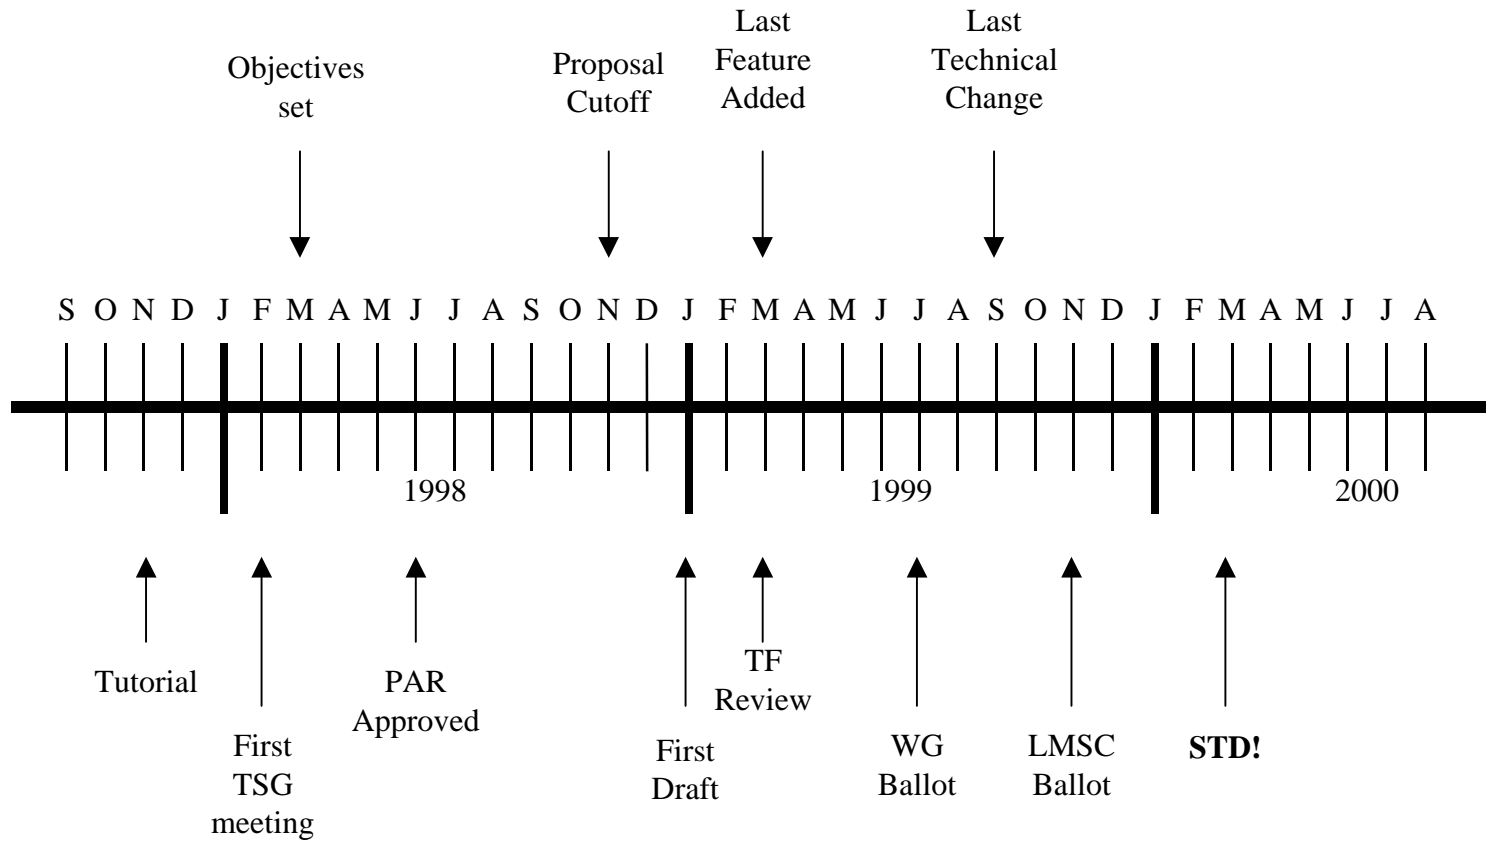 Objectives
set
Proposal
Cutoff
Last
Feature
Added
Last
Technical
Change
S O N D J F M A M J J A S O N D J F M A M J J A S O N D J F M A M J J A
1998
1999
2000
Tutorial
First
TSG
meeting
PAR
Approved
First
Draft
TF
Review
WG
Ballot
LMSC
Ballot
STD!